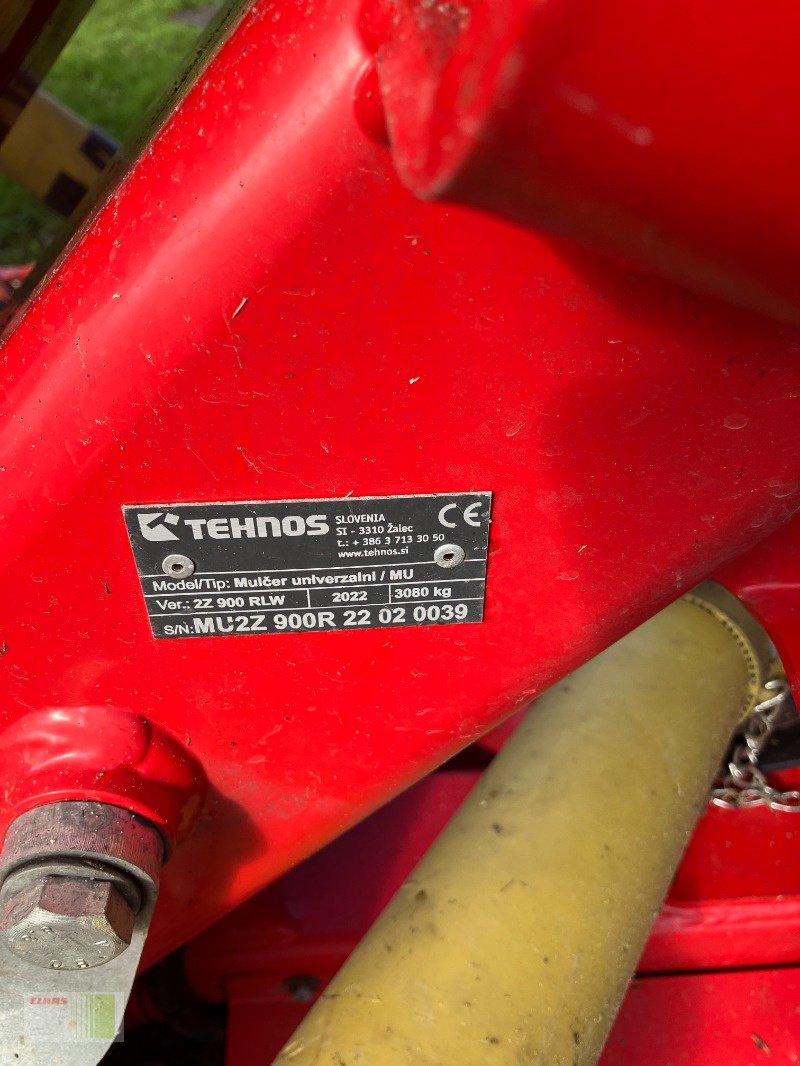 TEHNOS
SLOVENIA
SI - 3310 Žalec
t.: + 386 3 713 30 50
www.tehnos.si
CE
Model/Tip: Mulčer univerzalni / MU
Ver.: 2Z 900 RLW 2022 3080 kg
S/N:MU2Z 900R 22 02 0039
CLAAS